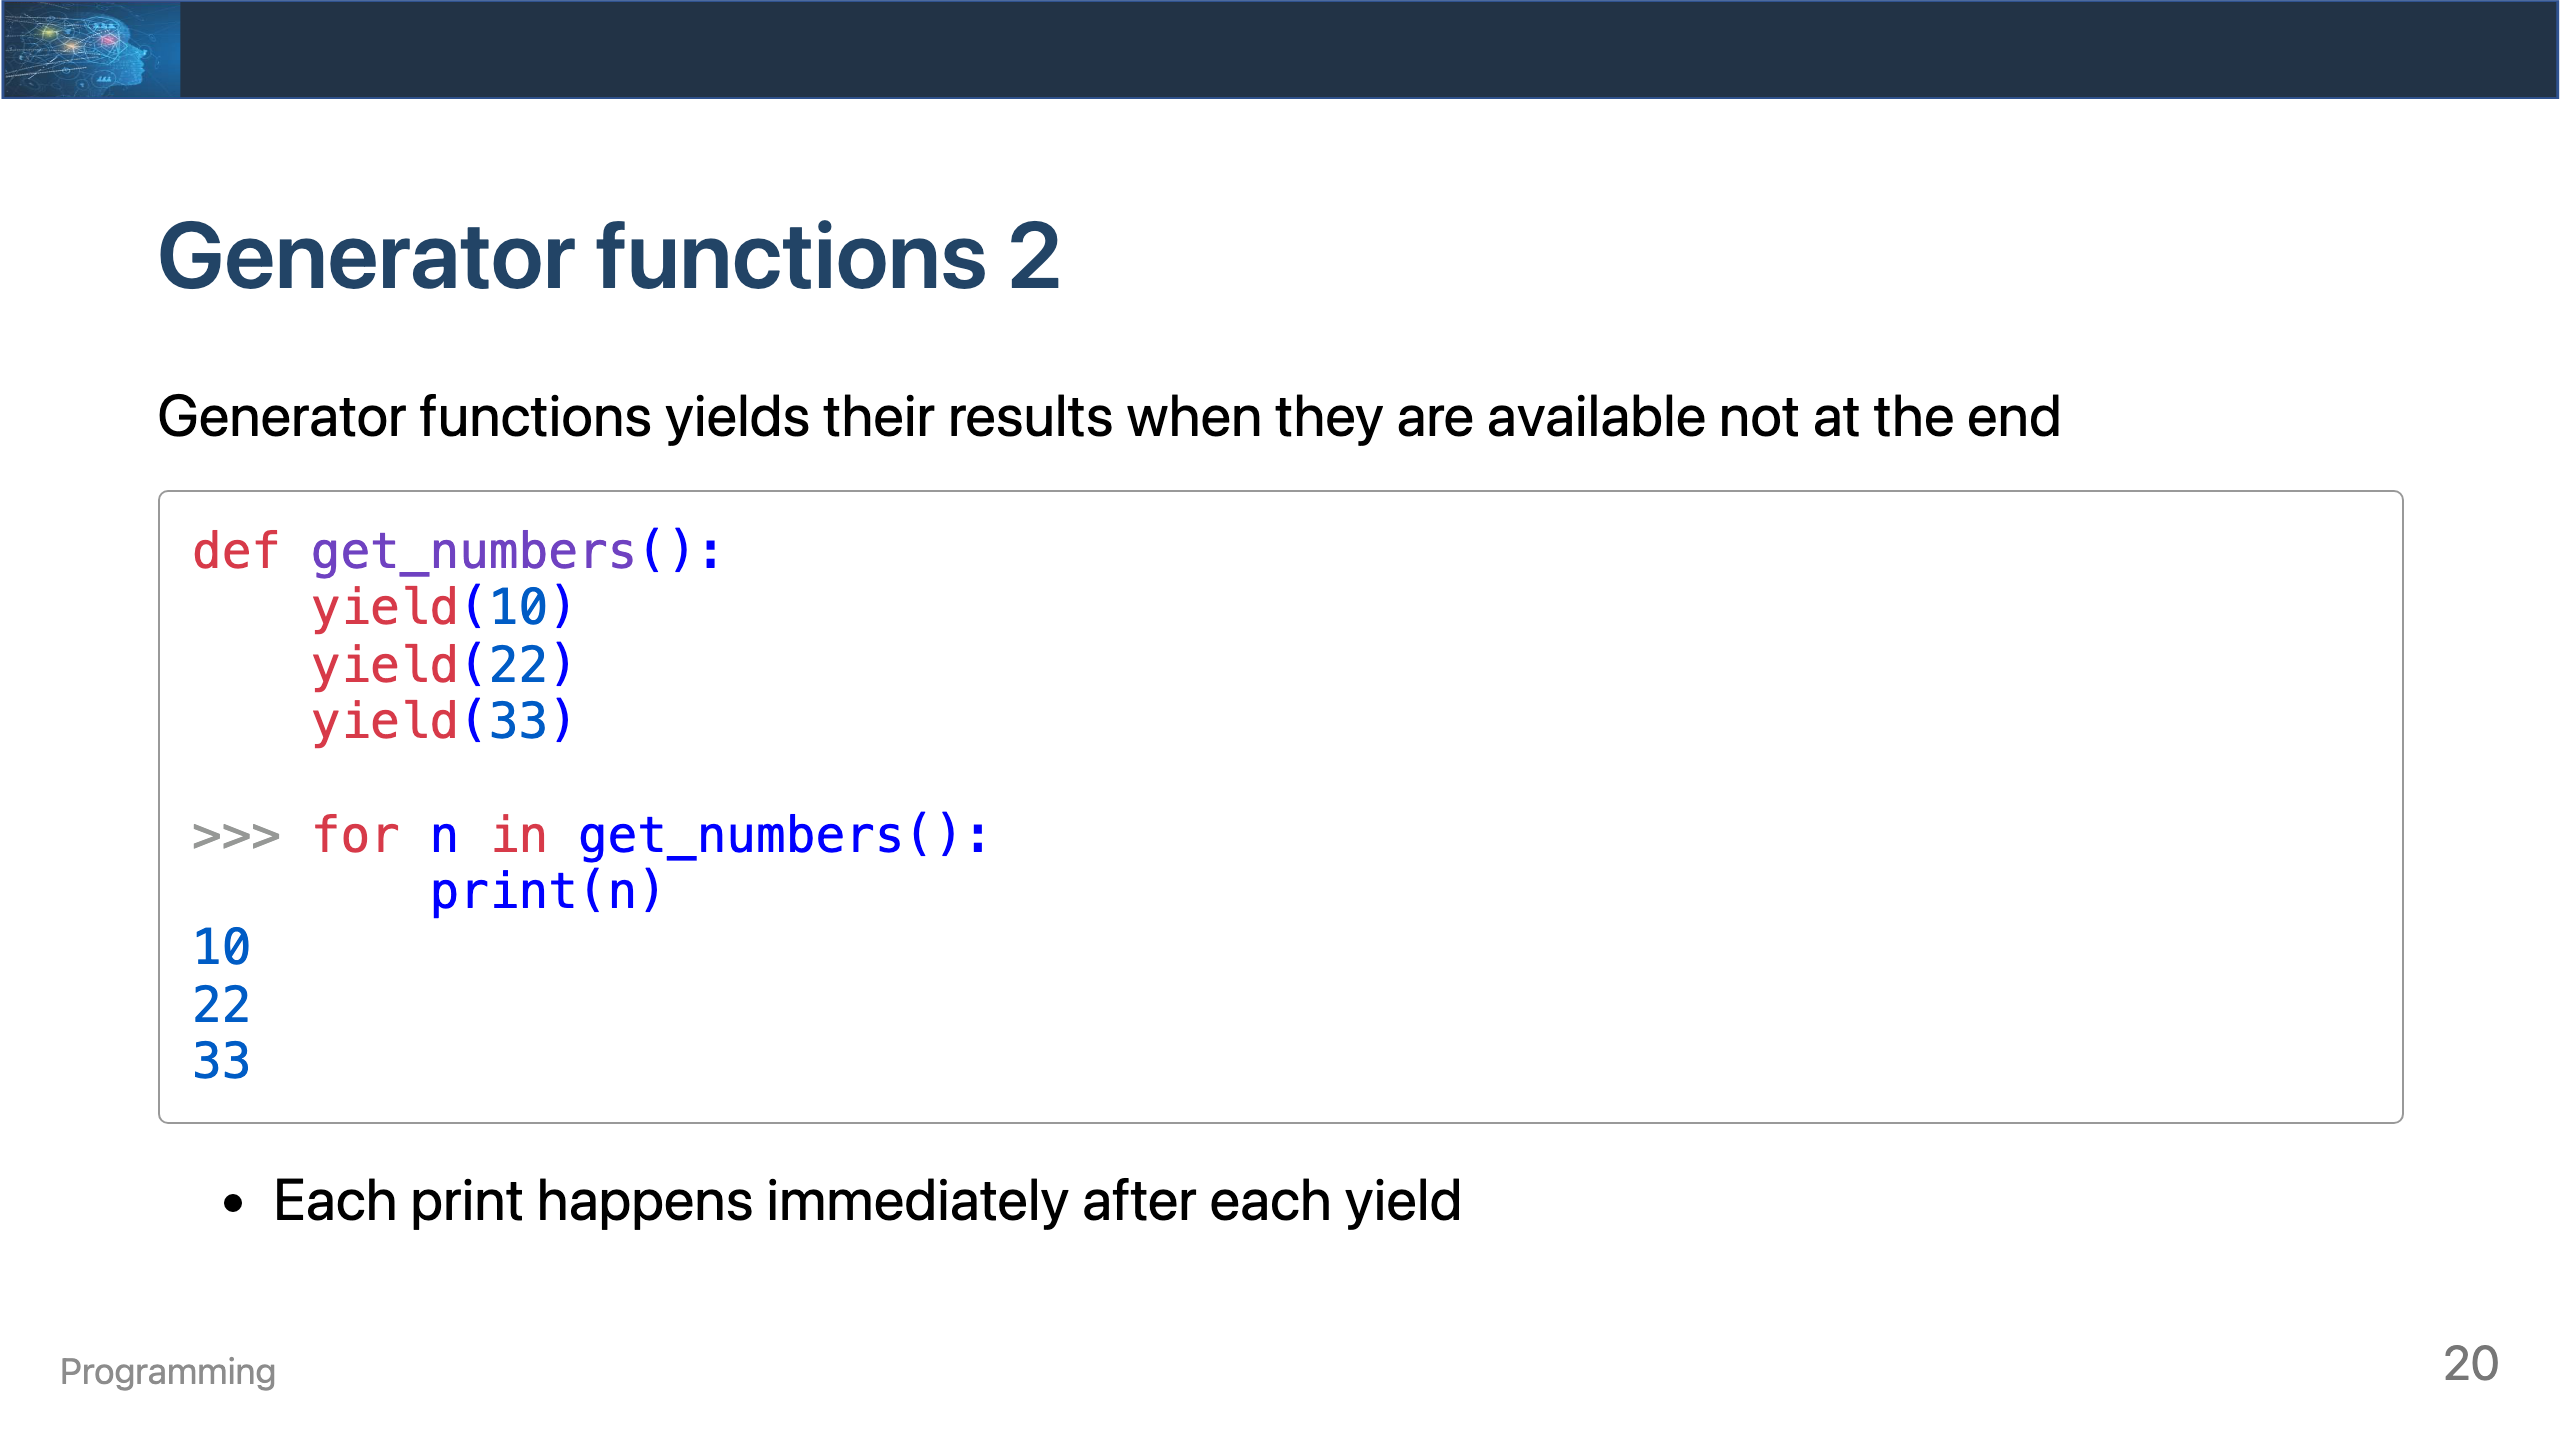 Generator functions 2
Generator functions yields their results when they are available not at the end
def get_numbers():
    yield(10)
    yield(22)
    yield(33)
>>> for n in get_numbers():
        print(n)
10
22
33
• Each print happens immediately after each yield
Programming
20